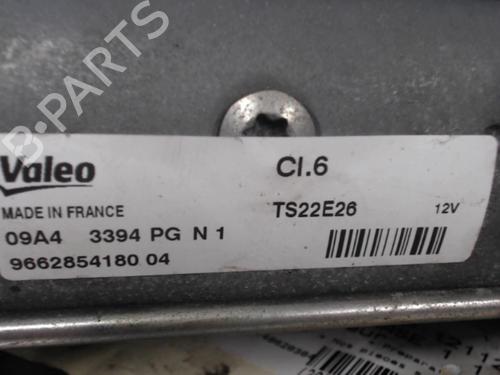 B-PARTS
Valeo
Cl.6
MADE IN FRANCE
TS22E26
12V
09A4 3394 PG N 1
9662854180 04